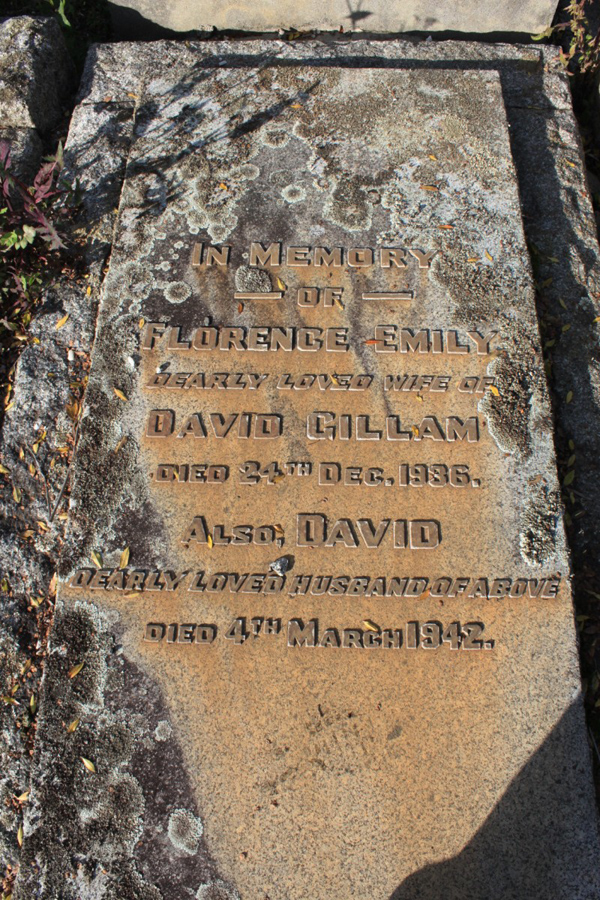 IN MEMORY
— OF —
FLORENCE EMILY
DEARLY LOVED WIFE OF
DAVID GILLAM
DIED 24TH DEC. 1936.
ALSO, DAVID
DEARLY LOVED HUSBAND OF ABOVE
DIED 4TH MARCH 1942.